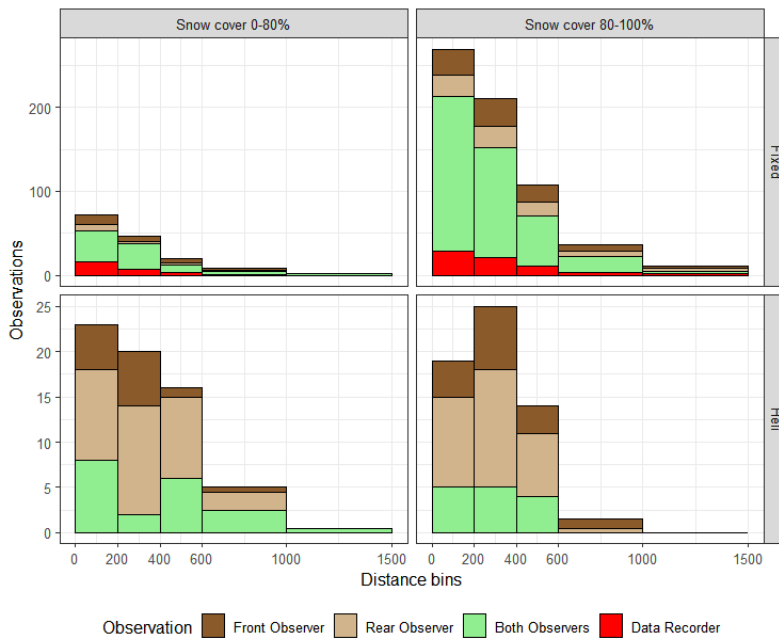 Snow cover 0-80%
Snow cover 80-100%
Observations
200
100
0
Fixed
25
20
15
10
5
0
Heli
0
200
400
600
1000
1500
0
200
400
600
1000
1500
Distance bins
Observation
Front Observer
Rear Observer
Both Observers
Data Recorder